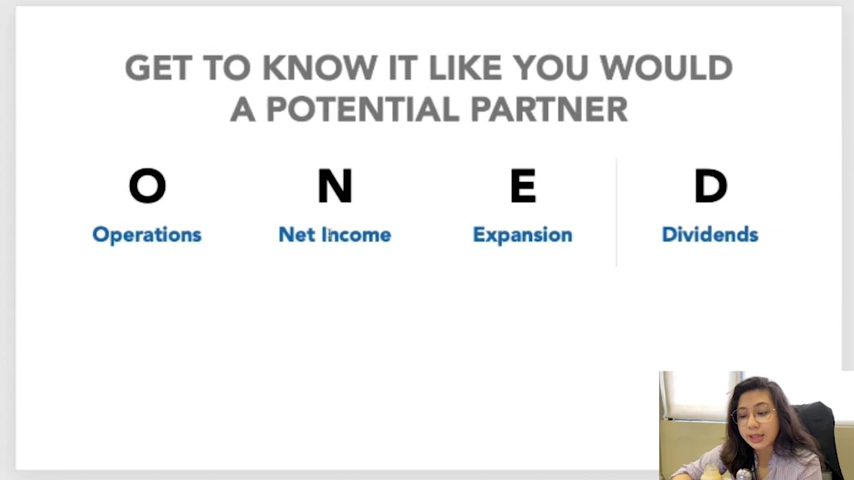 GET TO KNOW IT LIKE YOU WOULD
A POTENTIAL PARTNER
O N E D
Operations Net Income Expansion Dividends